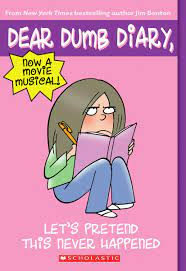 From New York Times bestselling author Jim Benton
DEAR DUMB DIARY,
NOW A
MOVIE
MUSICAL!
LET'S PRETEND
THIS NEVER HAPPENED
SCHOLASTIC